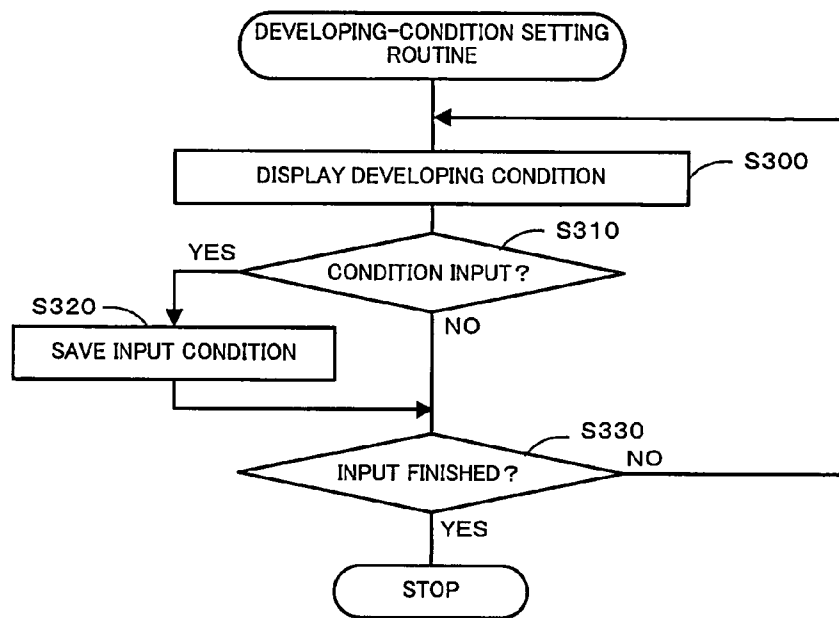 DEVELOPING-CONDITION SETTING
ROUTINE
DISPLAY DEVELOPING CONDITION
S300
S310
YES
CONDITION INPUT?
NO
S320
SAVE INPUT CONDITION
S330
INPUT FINISHED?
NO
YES
STOP